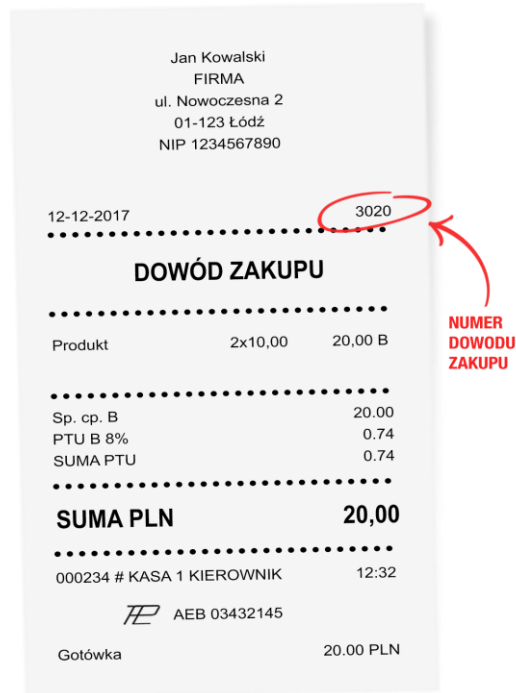 Jan Kowalski
FIRMA
ul. Nowoczesna 2
01-123 Łódź
NIP 1234567890
12-12-2017 3020
DOWÓD ZAKUPU
Produkt 2x10,00 20,00 B
Sp. cp. B 20.00
PTU B 8% 0.74
SUMA PTU 0.74
SUMA PLN 20,00
000234 # KASA 1 KIEROWNIK 12:32
AEB 03432145
Gotówka 20.00 PLN
NUMER
DOWODU
ZAKUPU